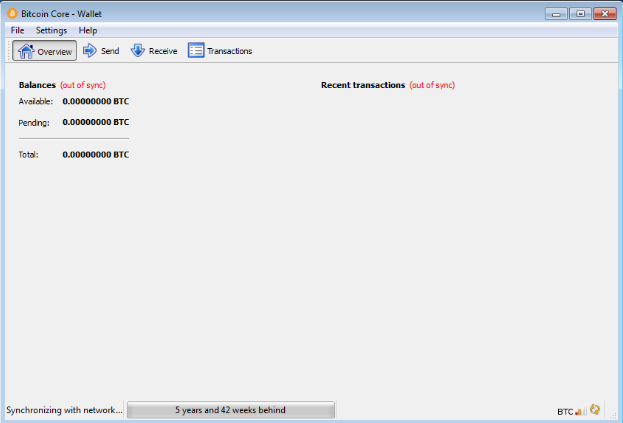 Bitcoin Core - Wallet
File Settings Help
Overview Send Receive Transactions
Balances (out of sync)
Available: 0.00000000 BTC
Pending: 0.00000000 BTC
Total: 0.00000000 BTC
Recent transactions (out of sync)
Synchronizing with network... 5 years and 42 weeks behind BTC